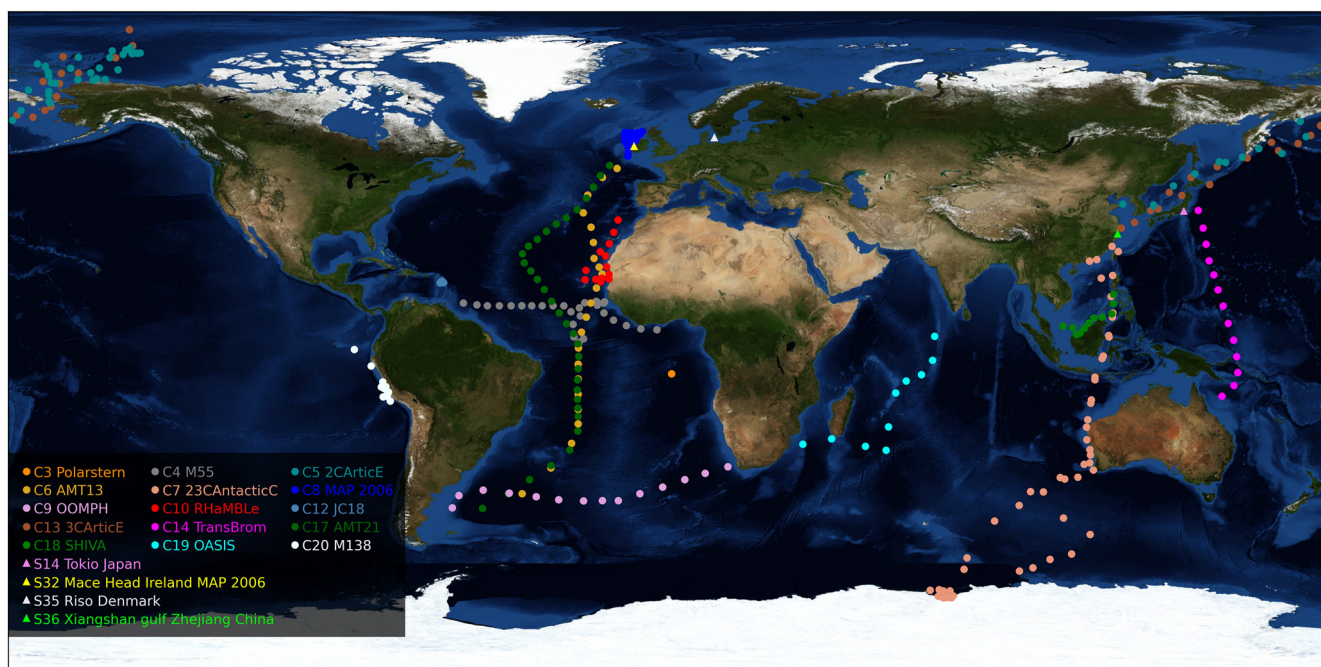 C3 Polarstern C4 M55 C5 2CArticE
C6 AMT13 C7 23CAntacticC C8 MAP 2006
C9 OOMPH C10 RHaMBLe C12 JC18
C13 3CArticE C14 TransBrom C17 AMT21
C18 SHIVA C19 OASIS C20 M138
S14 Tokio Japan
S32 Mace Head Ireland MAP 2006
S35 Riso Denmark
S36 Xiangshan gulf Zhejiang China